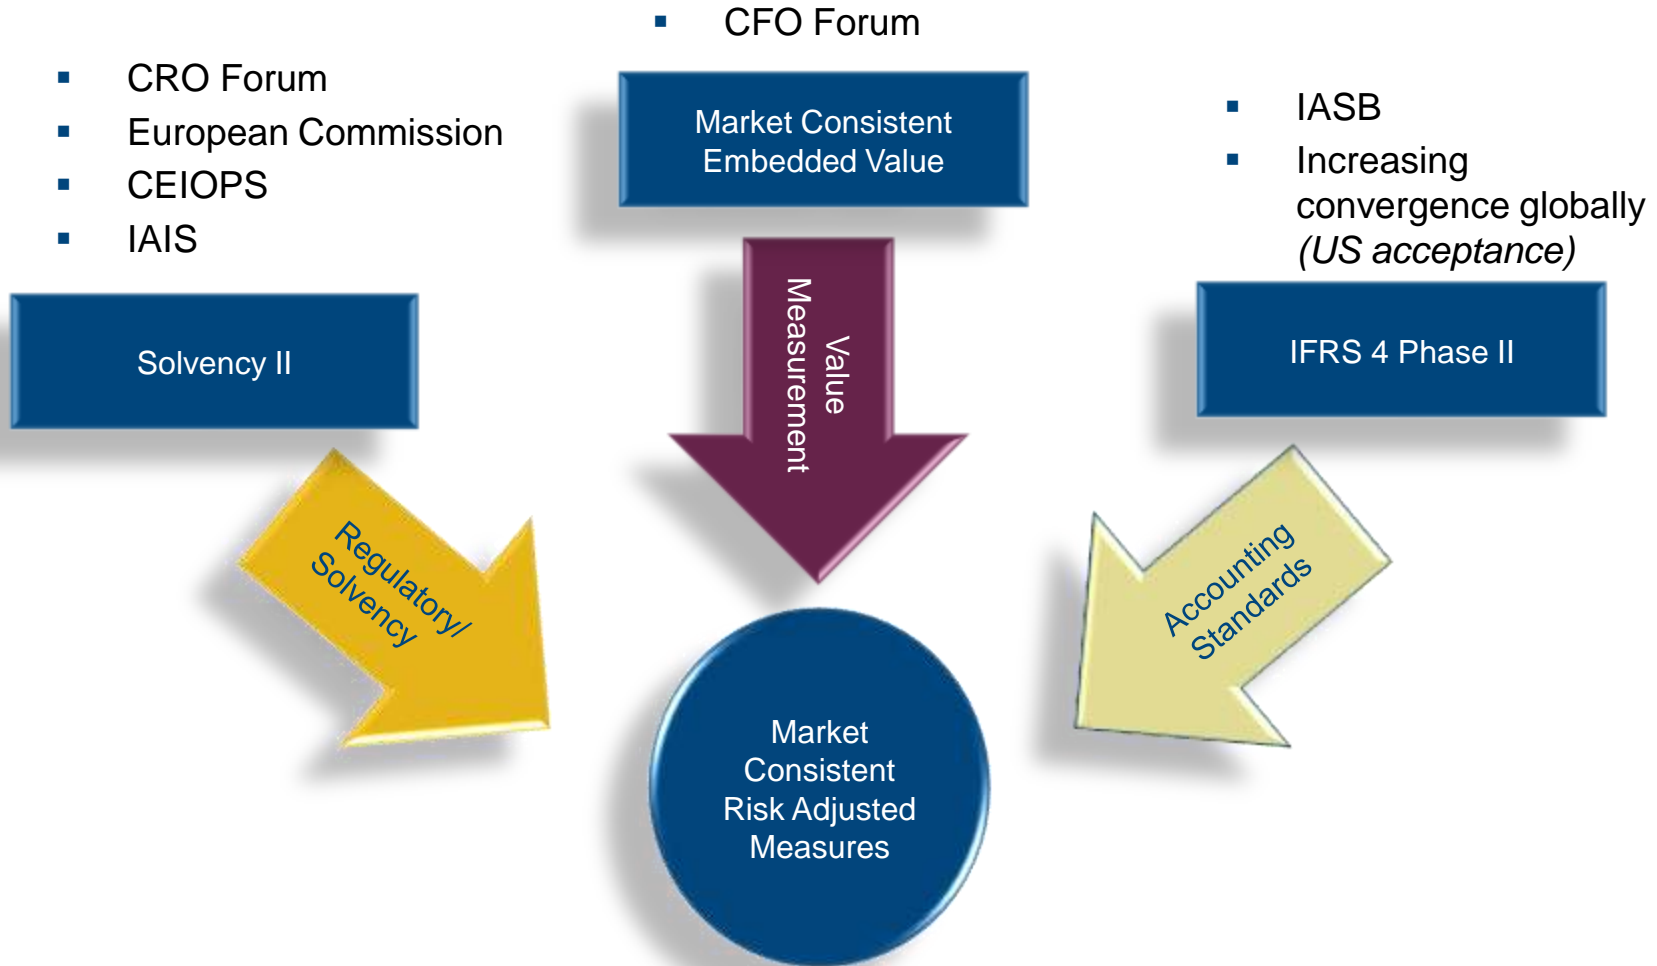 ▪ CFO Forum
▪ CRO Forum
▪ European Commission
▪ CEIOPS
▪ IAIS
Market Consistent
Embedded Value
▪ IASB
▪ Increasing
convergence globally
(US acceptance)
Solvency II
Value
Measurement
IFRS 4 Phase II
Regulatory/
Solvency
Accounting
Standards
Market
Consistent
Risk Adjusted
Measures